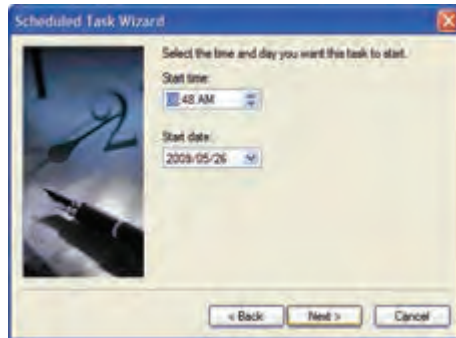 Scheduled Task Wizard
Select the time and day you want this task to start.
Start time:
:48 AM
Start date:
2009/05/26
< Back
Next >
Cancel